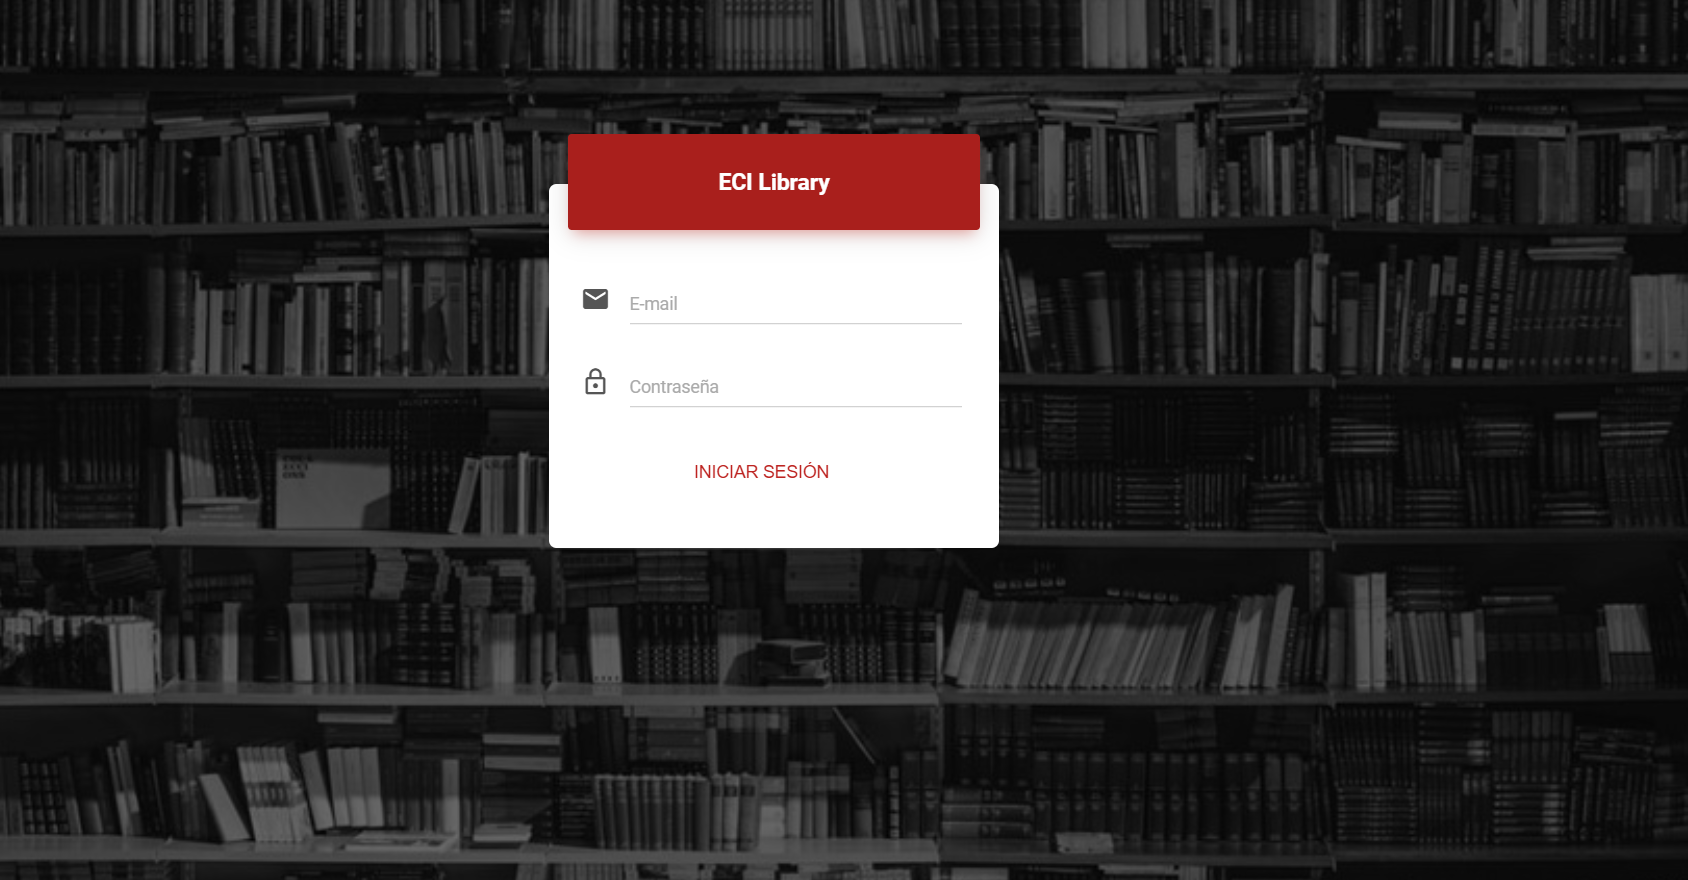 ECI Library
E-mail
Contraseña
INICIAR SESIÓN